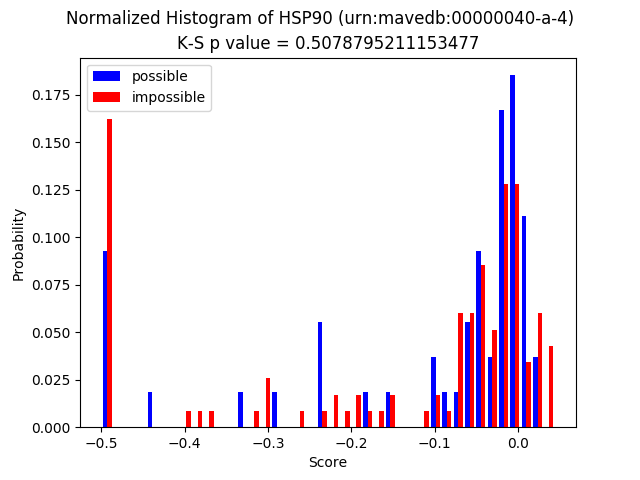 Normalized Histogram of HSP90 (urn:mavedb:00000040-a-4)
K-S p value = 0.5078795211153477
possible
impossible
0.175
0.150
0.125
0.100
0.075
0.050
0.025
0.000
Probability
−0.5
−0.4
−0.3
−0.2
−0.1
0.0
Score